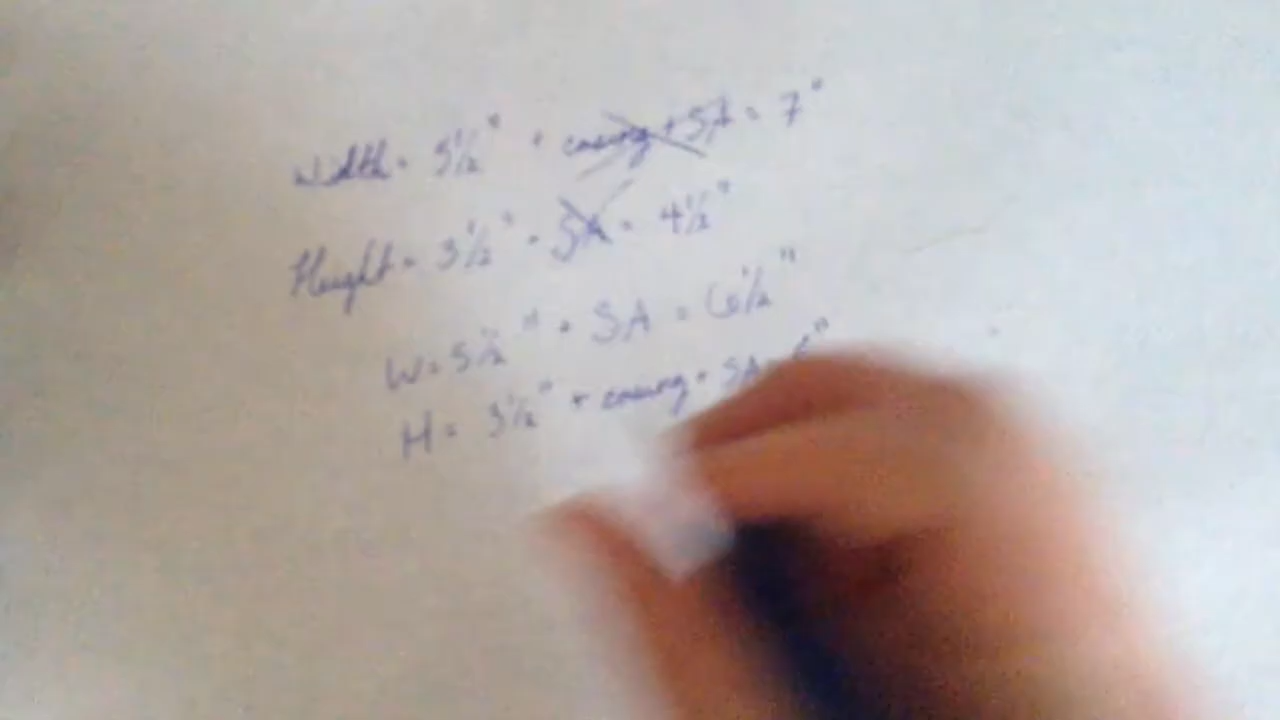 Width = 5½" + casing + SA = 7"
Height = 3½" + SA = 4½"
W = 5½" + SA = 6½"
H = 3½" + casing + SA